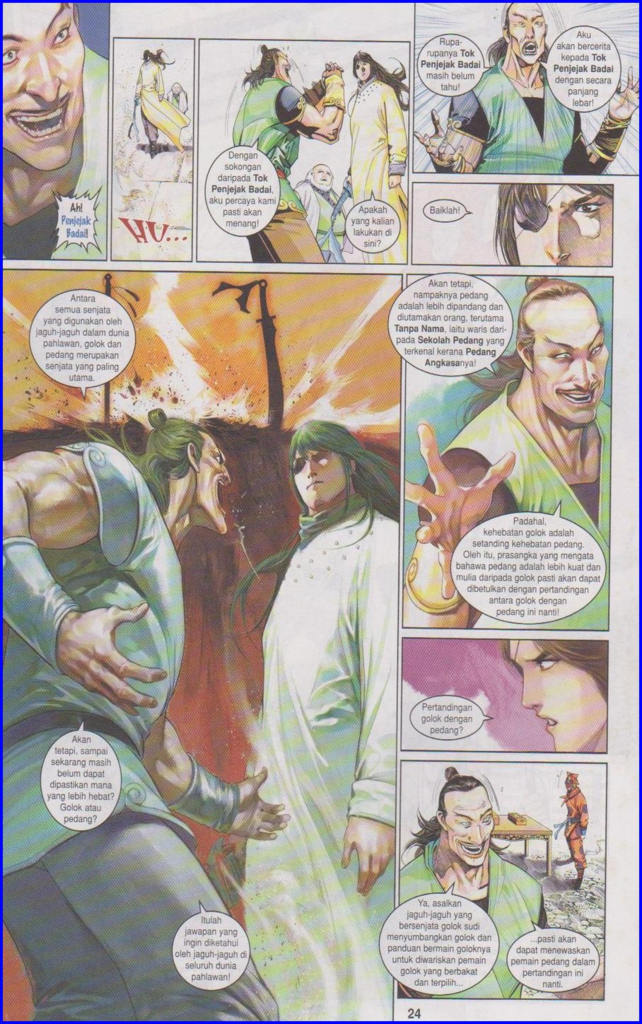 Ah!
Penjejak
Badai!
HU...
Dengan
sokongan
daripada Tok
Penjejak Badai,
aku percaya kami
pasti akan
menang!
Apakah
yang kalian
lakukan di
sini?
Rupa-
rupanya Tok
Penjejak Badai
masih belum
tahu!
Aku
akan bercerita
kepada Tok
Penjejak Badai
dengan secara
panjang
lebar!
Baiklah!
Antara
semua senjata
yang digunakan oleh
jaguh-jaguh dalam dunia
pahlawan, golok dan
pedang merupakan
senjata yang paling
utama.
Akan
tetapi, sampai
sekarang masih
belum dapat
dipastikan mana
yang lebih hebat?
Golok atau
pedang?
Itulah
jawapan yang
ingin diketahui
oleh jaguh-jaguh di
seluruh dunia
pahlawan!
Akan tetapi,
nampaknya pedang
adalah lebih dipandang dan
diutamakan orang, terutama
Tanpa Nama, iaitu waris dari-
pada Sekolah Pedang yang
terkenal kerana Pedang
Angkasanya!
Padahal,
kehebatan golok adalah
setanding kehebatan pedang.
Oleh itu, prasangka yang mengata
bahawa pedang adalah lebih kuat dan
mulia daripada golok pasti akan dapat
dibetulkan dengan pertandingan
antara golok dengan
pedang ini nanti!
Pertandingan
golok dengan
pedang?
Ya, asalkan
jaguh-jaguh yang
bersenjata golok sudi
menyumbangkan golok dan
panduan bermain goloknya
untuk diwariskan pemain
golok yang berbakat
dan terpilih...
...pasti akan
dapat menewaskan
pemain pedang dalam
pertandingan ini
nanti.
24